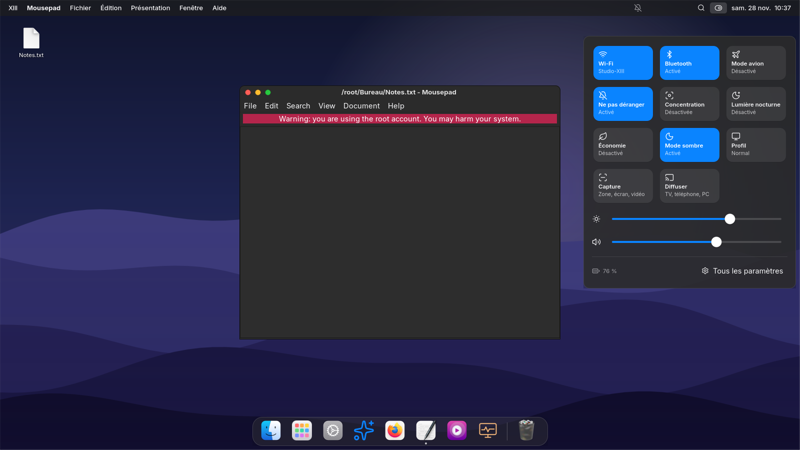 XIII Mousepad Fichier Édition Présentation Fenêtre Aide
sam. 28 nov. 10:37
Notes.txt
/root/Bureau/Notes.txt - Mousepad
File Edit Search View Document Help
Warning: you are using the root account. You may harm your system.
Wi-Fi
Studio-XIII
Bluetooth
Activé
Mode avion
Désactivé
Ne pas déranger
Activé
Concentration
Désactivée
Lumière nocturne
Désactivée
Économie
Désactivé
Mode sombre
Activé
Profil
Normal
Capture
Zone, écran, vidéo
Diffuser
TV, téléphone, PC
76 %
Tous les paramètres